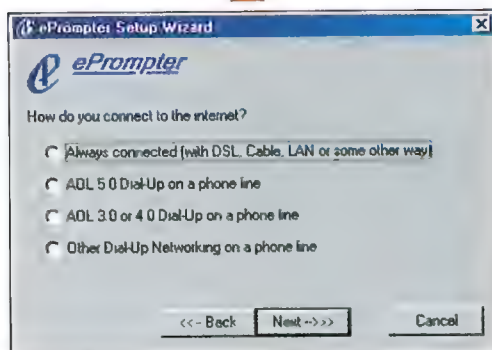 ePrompter Setup Wizard
ePrompter
How do you connect to the internet?
Always connected (with DSL, Cable, LAN or some other way)
AOL 5.0 Dial-Up on a phone line
AOL 3.0 or 4.0 Dial-Up on a phone line
Other Dial-Up Networking on a phone line
<<- Back
Next ->>>
Cancel